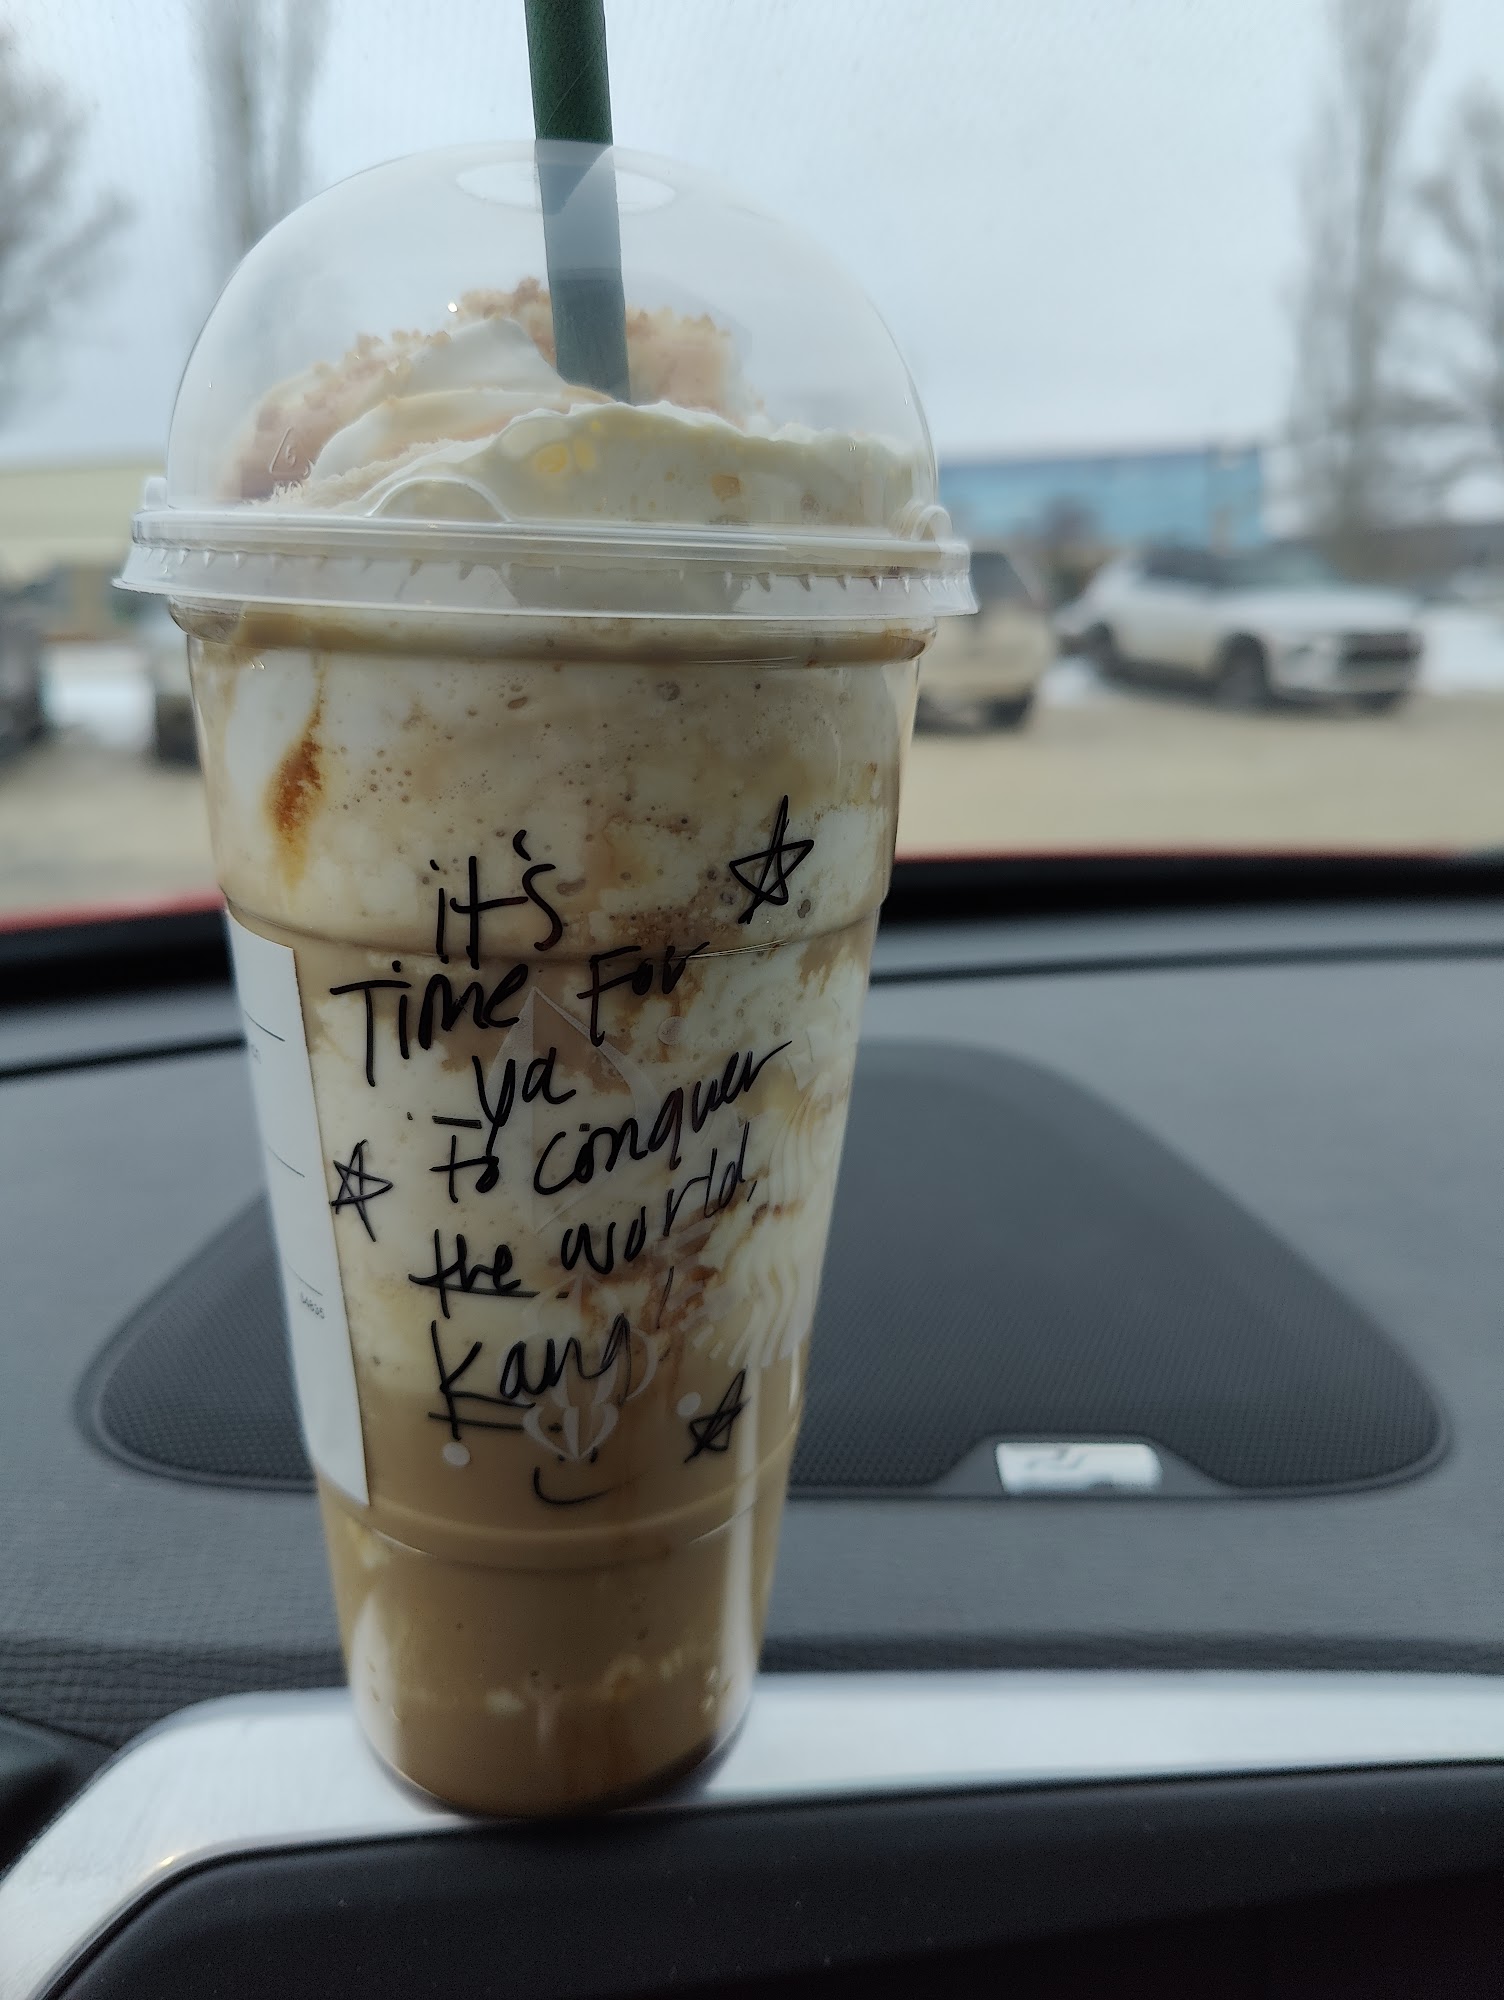 it's
Time For
ya
to conquer
the world,
Kang!